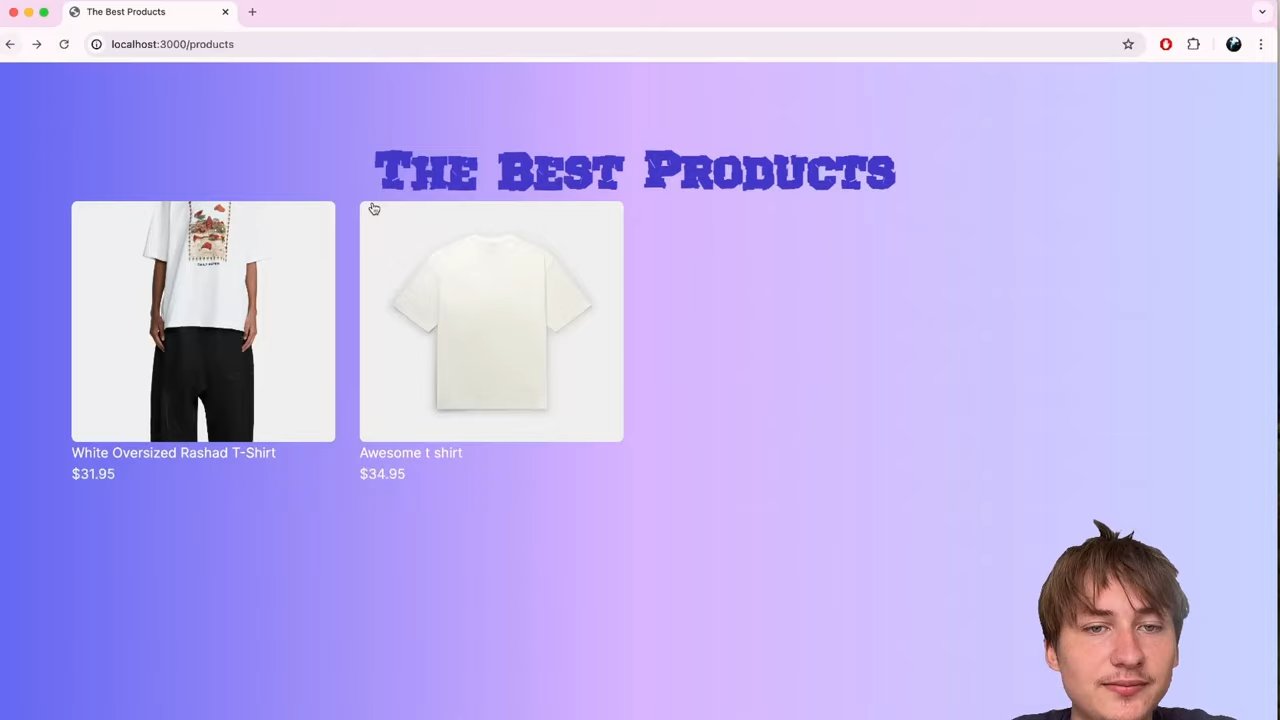 The Best Products
localhost:3000/products
The Best Products
White Oversized Rashad T-Shirt
$31.95
Awesome t shirt
$34.95